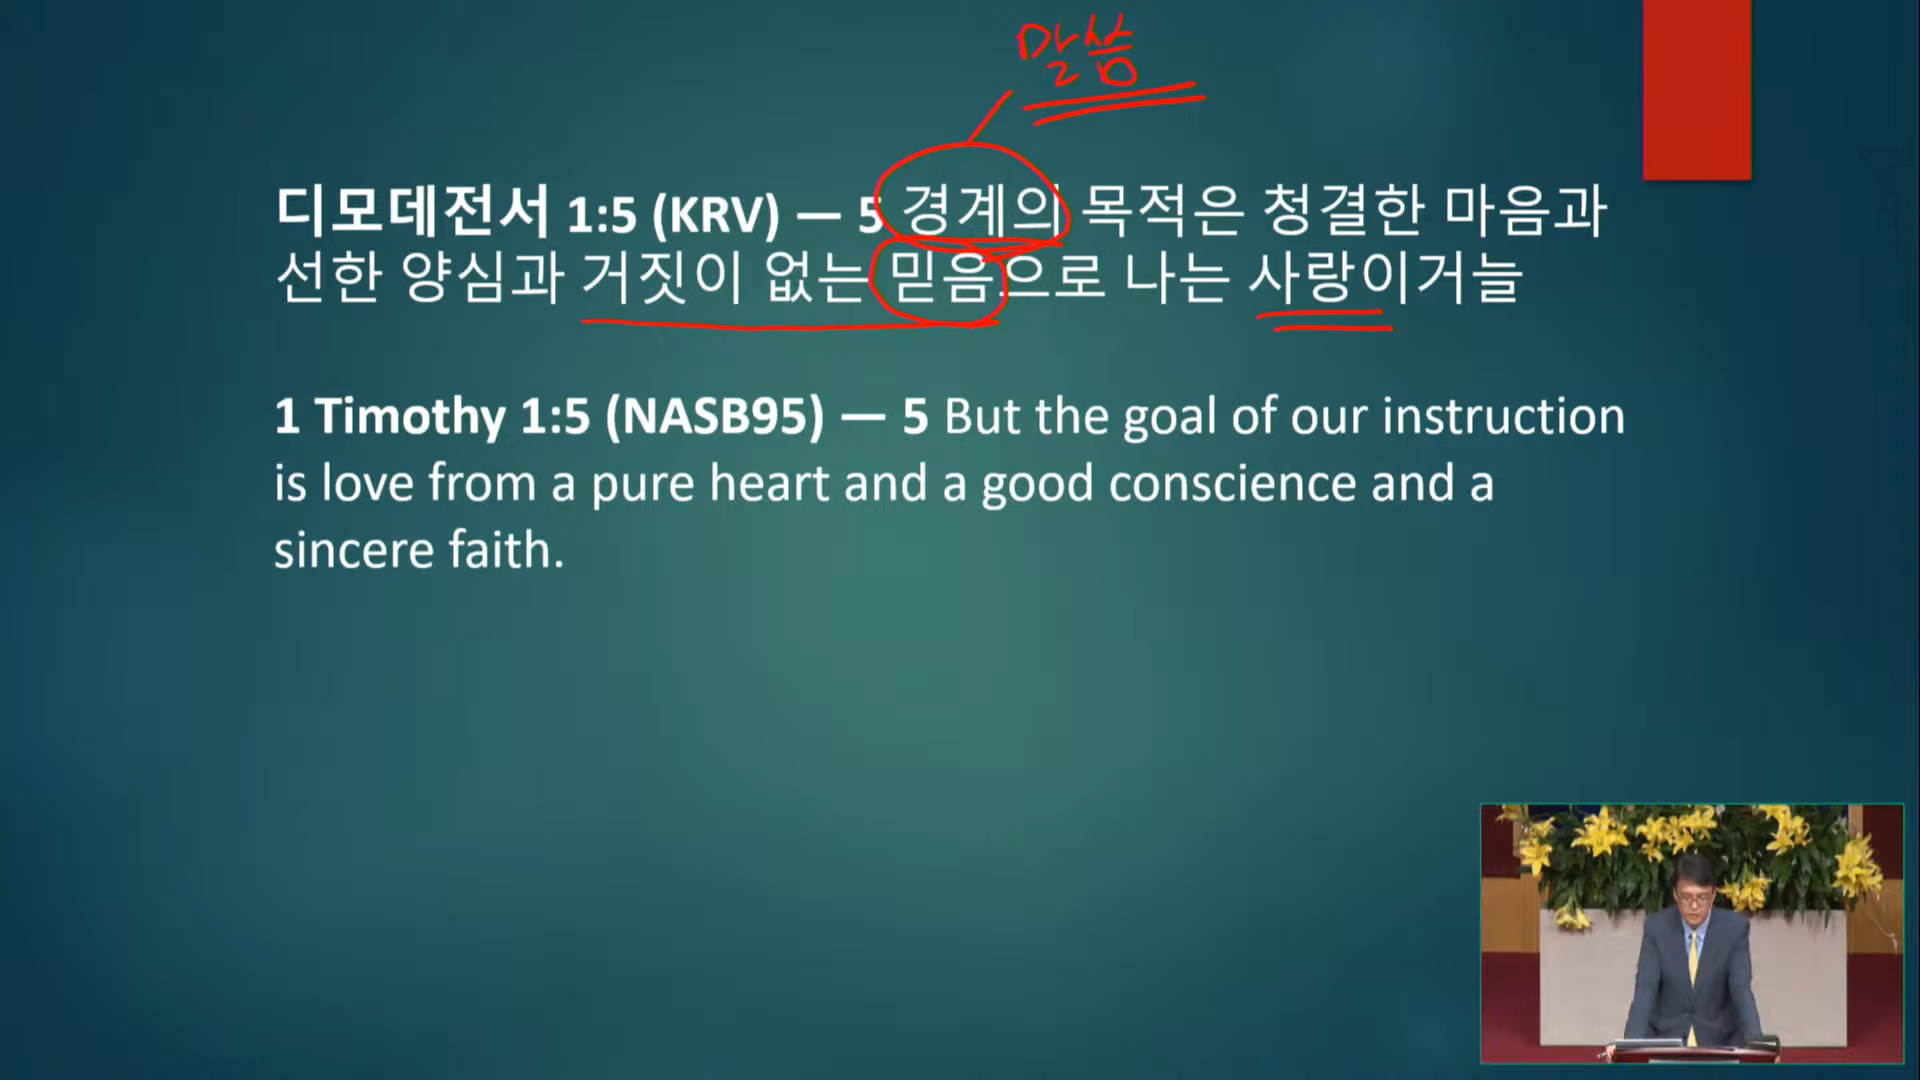 말씀
디모데전서 1:5 (KRV) — 5 경계의 목적은 청결한 마음과
선한 양심과 거짓이 없는 믿음으로 나는 사랑이거늘
1 Timothy 1:5 (NASB95) — 5 But the goal of our instruction
is love from a pure heart and a good conscience and a
sincere faith.